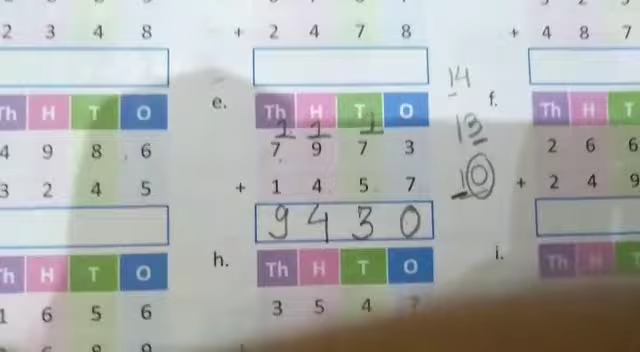 2 3 4 8
+ 2 4 7 8
+ 4 8 7
Th H T O
4 9 8 6
3 2 4 5
e.
Th H T O
1 1 1
7 9 7 3
+ 1 4 5 7
9 4 3 0
14
13
10
f.
Th H T
2 6 6
+ 2 4 9
Th H T O
1 6 5 6
h.
Th H T O
3 5 4
i.
Th H T